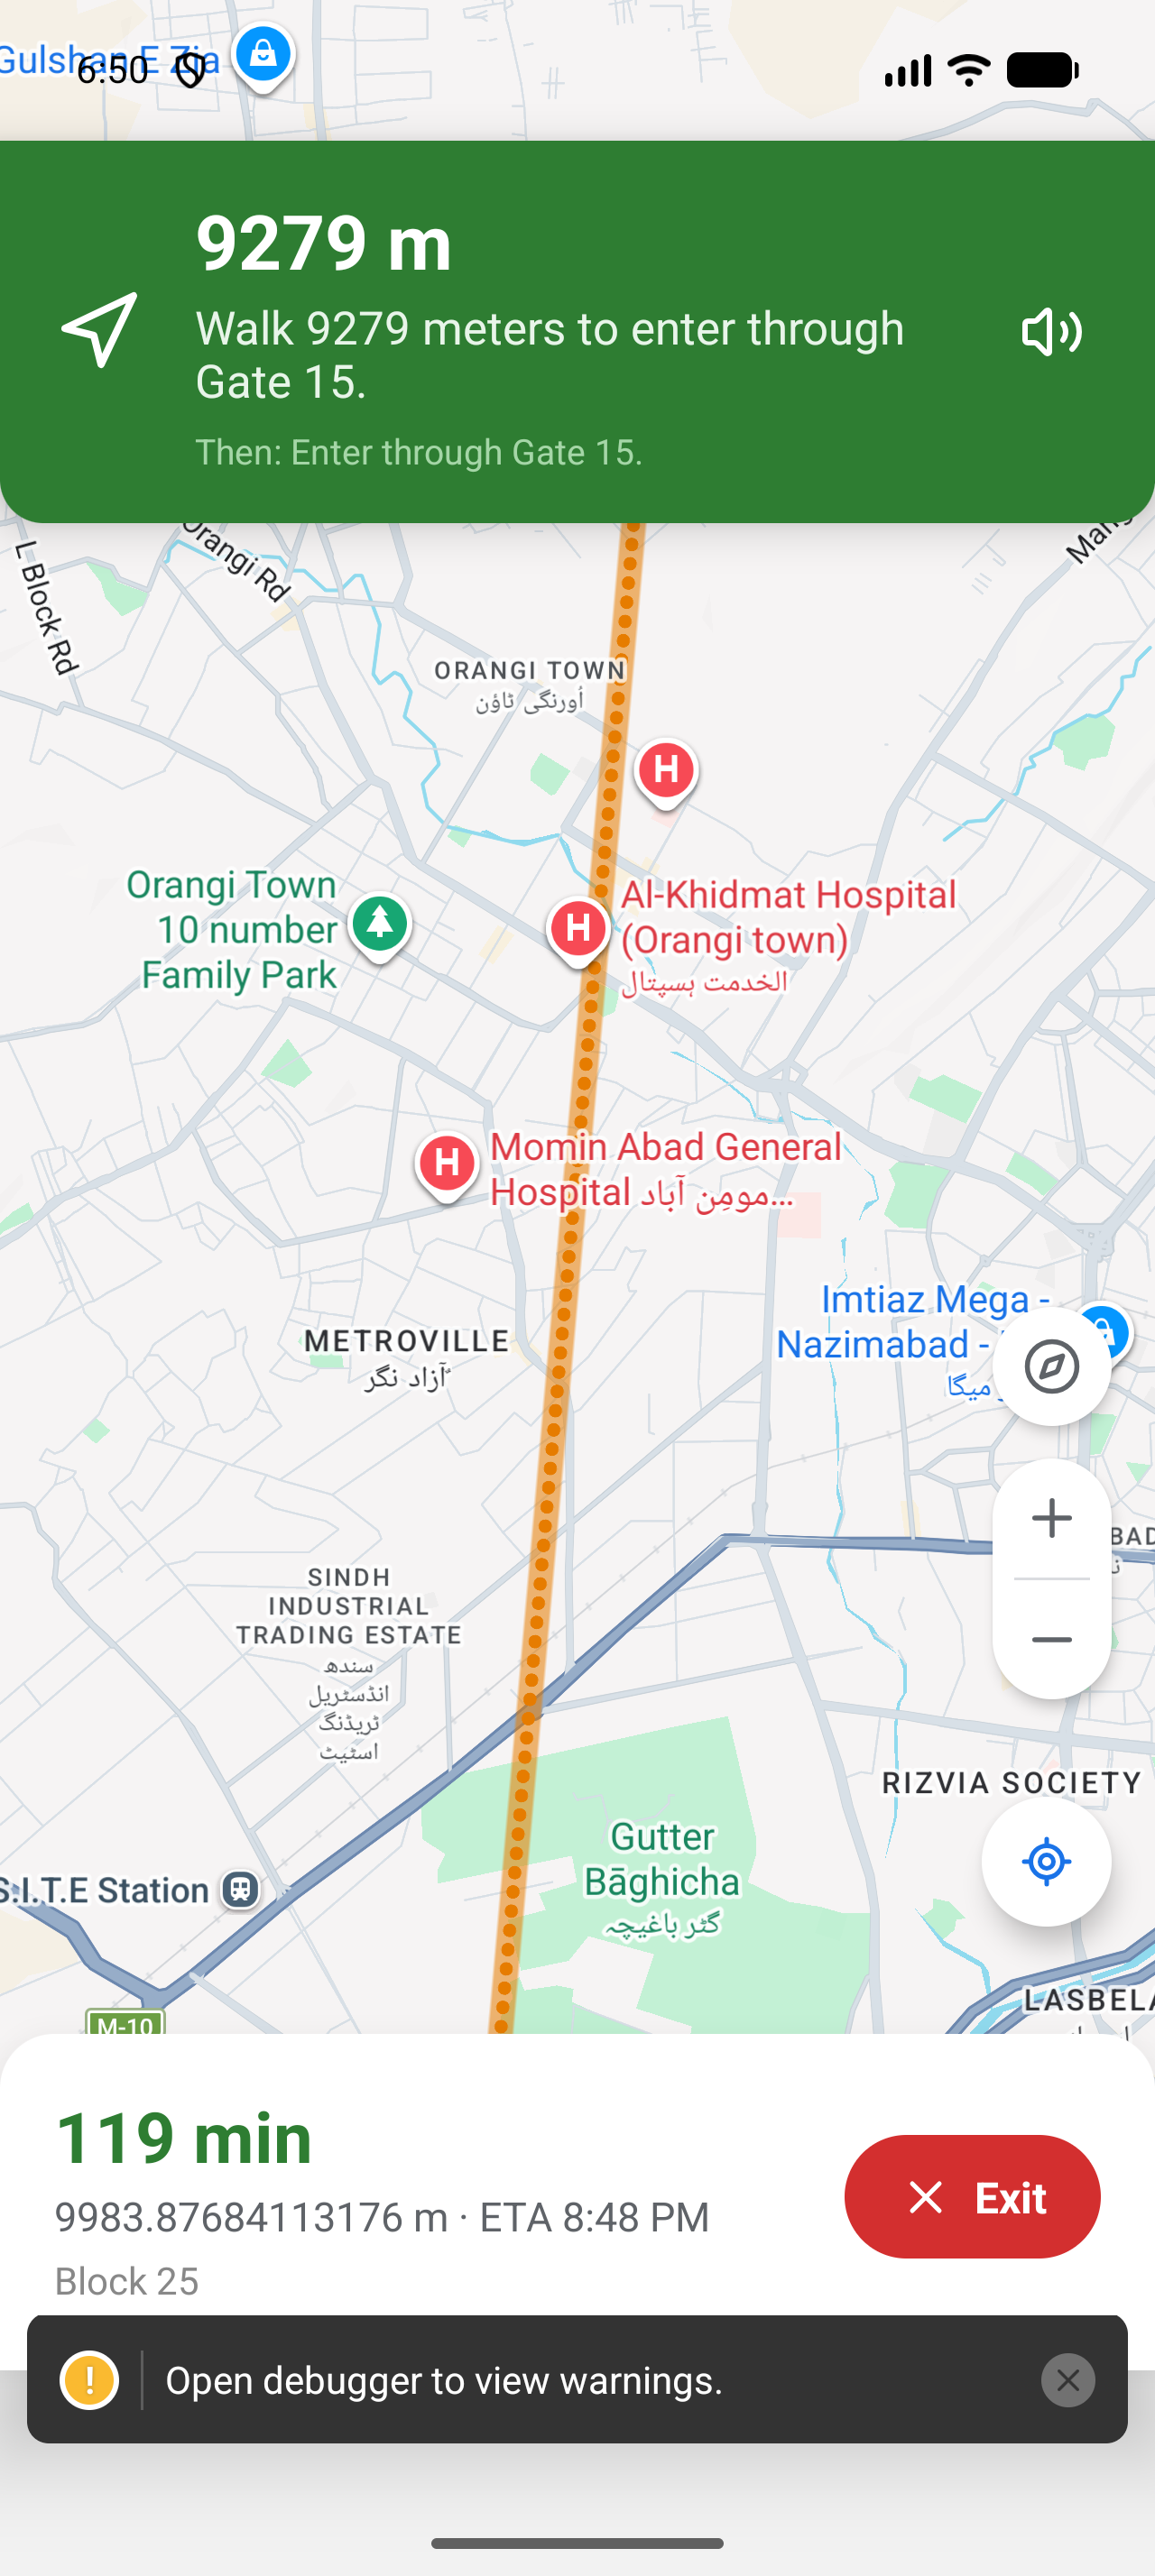 Gulshan E Zia
6:50
9279 m
Walk 9279 meters to enter through
Gate 15.
Then: Enter through Gate 15.
L Block Rd
Orangi Rd
ORANGI TOWN
اُورنگی ٹاؤن
H
Orangi Town
10 number
Family Park
H
Al-Khidmat Hospital
(Orangi town)
الخدمت ہسپتال
H
Momin Abad General
Hospital مومِن آباد...
METROVILLE
آزاد نگر
Imtiaz Mega -
Nazimabad -
میگا
SINDH
INDUSTRIAL
TRADING ESTATE
سندھ
انڈسٹریل
ٹریڈنگ
اسٹیٹ
RIZVIA SOCIETY
Gutter
Bāghicha
گٹر باغیچہ
S.I.T.E Station
LASBELA
M-10
119 min
9983.87684113176 m · ETA 8:48 PM
Block 25
Exit
Open debugger to view warnings.